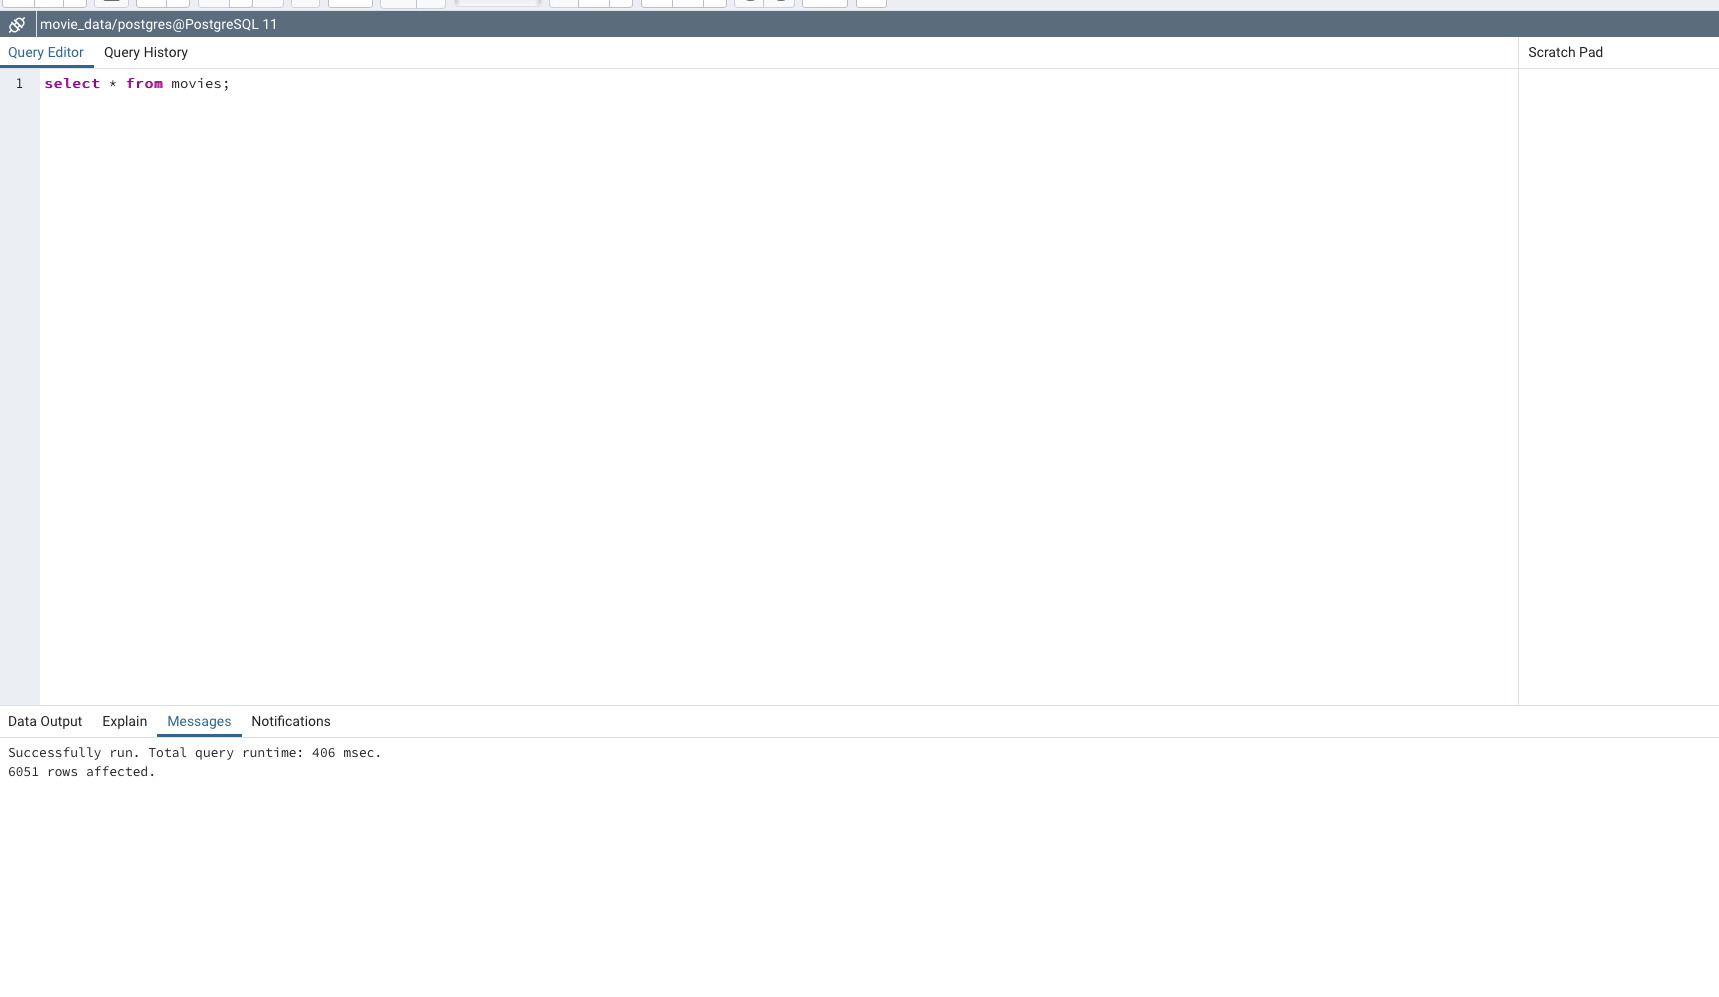 movie_data/postgres@PostgreSQL 11
Query Editor Query History Scratch Pad
1 select * from movies;
Data Output Explain Messages Notifications
Successfully run. Total query runtime: 406 msec.
6051 rows affected.